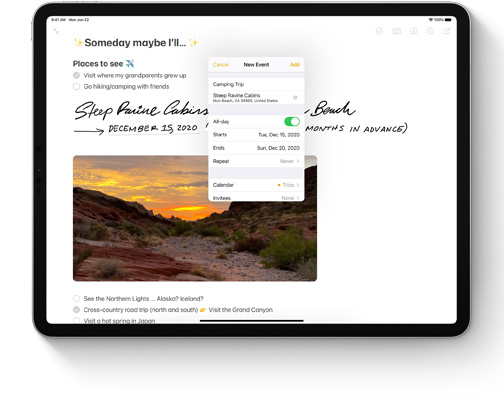 9:41 AM Mon Jun 22
100%
✨Someday maybe I'll... ✨
Places to see ✈️
Visit where my grandparents grew up
Go hiking/camping with friends
Steep Ravine Cabins
Beach
→ DECEMBER 15, 2020
MONTHS IN ADVANCE)
Cancel New Event Add
Camping Trip
Steep Ravine Cabins
Muir Beach, CA 94965, United States
All-day
Starts Tue, Dec 15, 2020
Ends Sun, Dec 20, 2020
Repeat Never
Calendar Trips
Invitees None
See the Northern Lights ... Alaska? Iceland?
Cross-country road trip (north and south) 👉 Visit the Grand Canyon
Visit a hot spring in Japan